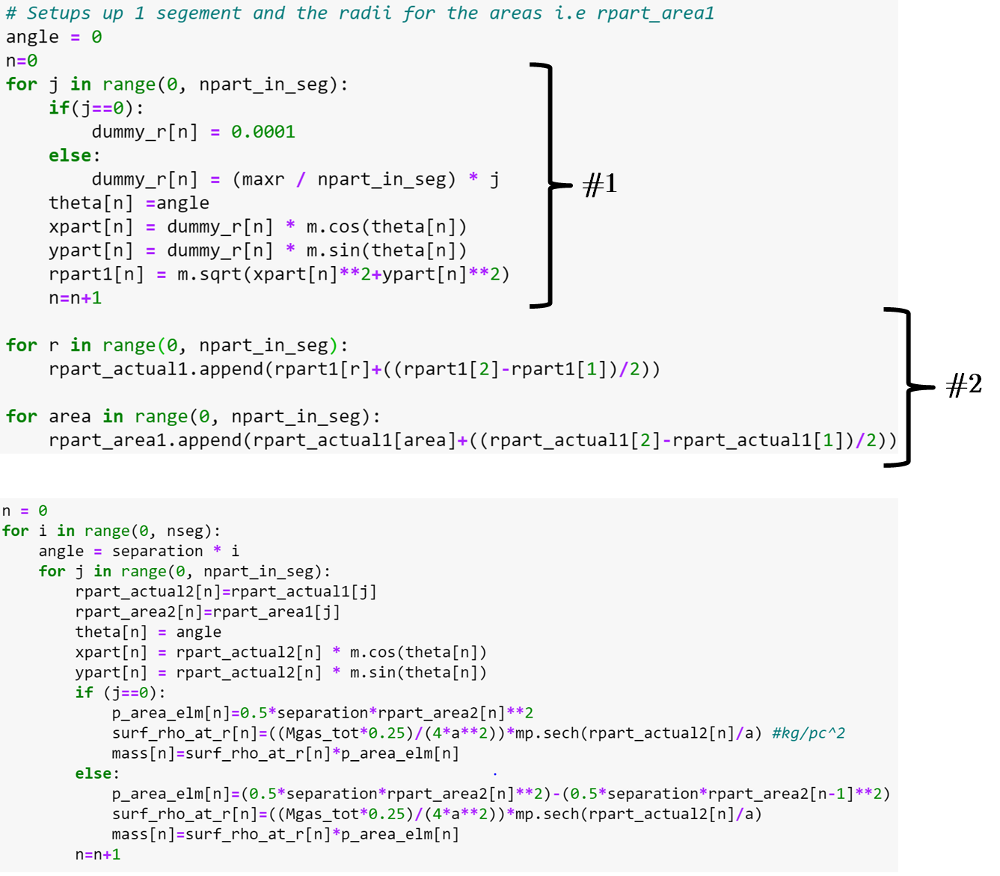 # Setups up 1 segement and the radii for the areas i.e rpart_area1
angle = 0
n=0
for j in range(0, npart_in_seg):
    if(j==0):
        dummy_r[n] = 0.0001
    else:
        dummy_r[n] = (maxr / npart_in_seg) * j
    theta[n] =angle
    xpart[n] = dummy_r[n] * m.cos(theta[n])
    ypart[n] = dummy_r[n] * m.sin(theta[n])
    rpart1[n] = m.sqrt(xpart[n]**2+ypart[n]**2)
    n=n+1
#1
for r in range(0, npart_in_seg):
    rpart_actual1.append(rpart1[r]+((rpart1[2]-rpart1[1])/2))
for area in range(0, npart_in_seg):
    rpart_area1.append(rpart_actual1[area]+((rpart_actual1[2]-rpart_actual1[1])/2))
#2
n = 0
for i in range(0, nseg):
    angle = separation * i
    for j in range(0, npart_in_seg):
        rpart_actual2[n]=rpart_actual1[j]
        rpart_area2[n]=rpart_area1[j]
        theta[n] = angle
        xpart[n] = rpart_actual2[n] * m.cos(theta[n])
        ypart[n] = rpart_actual2[n] * m.sin(theta[n])
        if (j==0):
            p_area_elm[n]=0.5*separation*rpart_area2[n]**2
            surf_rho_at_r[n]=((Mgas_tot*0.25)/(4*a**2))*mp.sech(rpart_actual2[n]/a) #kg/pc^2
            mass[n]=surf_rho_at_r[n]*p_area_elm[n]
        else:
            p_area_elm[n]=(0.5*separation*rpart_area2[n]**2)-(0.5*separation*rpart_area2[n-1]**2)
            surf_rho_at_r[n]=((Mgas_tot*0.25)/(4*a**2))*mp.sech(rpart_actual2[n]/a)
            mass[n]=surf_rho_at_r[n]*p_area_elm[n]
        n=n+1